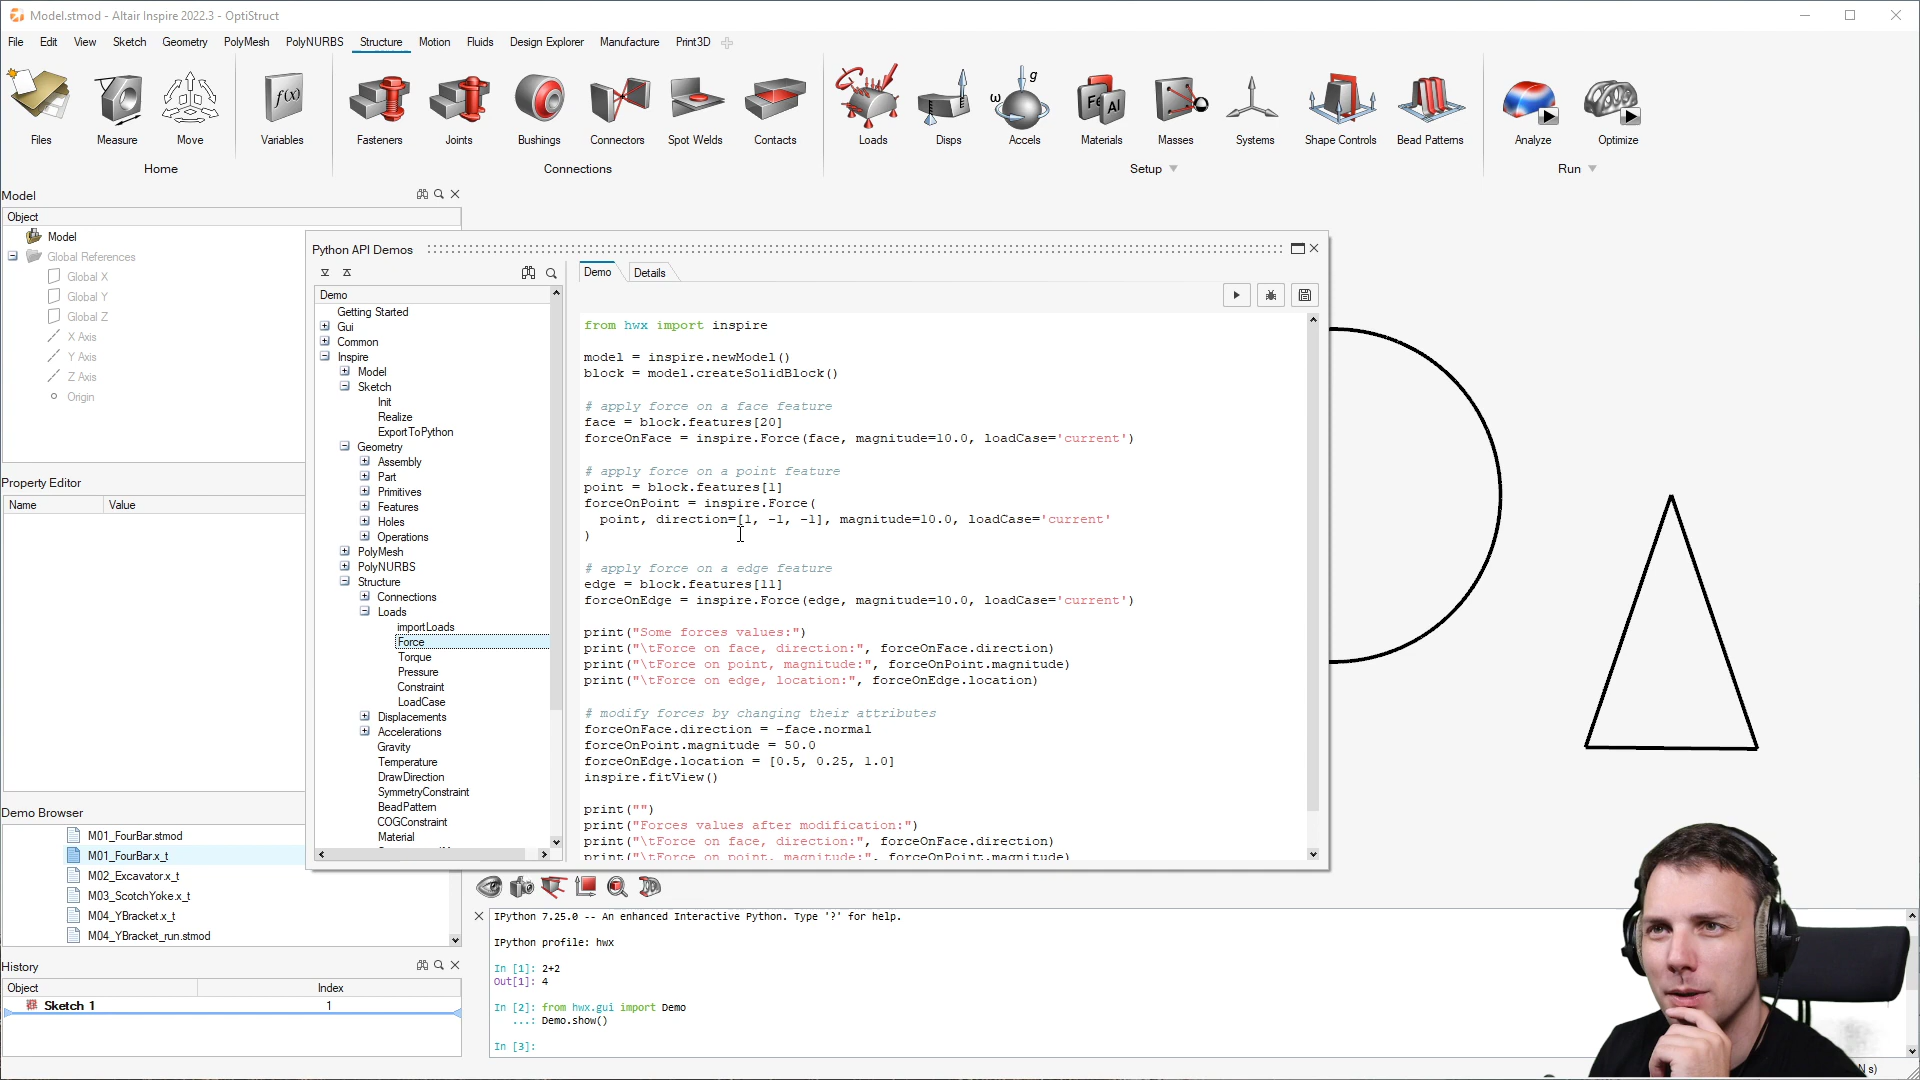 Model.stmod - Altair Inspire 2022.3 - OptiStruct
File Edit View Sketch Geometry PolyMesh PolyNURBS Structure Motion Fluids Design Explorer Manufacture Print3D
f(x) Fe Al g ω
Files Measure Move Variables Fasteners Joints Bushings Connectors Spot Welds Contacts Loads Disps Accels Materials Masses Systems Shape Controls Bead Patterns Analyze Optimize
Home Connections Setup Run
Model
Object
Model
Global References
Global X
Global Y
Global Z
X Axis
Y Axis
Z Axis
Origin
Property Editor
Name Value
Demo Browser
M01_FourBar.stmod
M01_FourBar.x_t
M02_Excavator.x_t
M03_ScotchYoke.x_t
M04_YBracket.x_t
M04_YBracket_run.stmod
History
Object Index
Sketch 1 1
Python API Demos
Demo
Getting Started
Gui
Common
Inspire
Model
Sketch
Init
Realize
ExportToPython
Geometry
Assembly
Part
Primitives
Features
Holes
Operations
PolyMesh
PolyNURBS
Structure
Connections
Loads
importLoads
Force
Torque
Pressure
Constraint
LoadCase
Displacements
Accelerations
Gravity
Temperature
DrawDirection
SymmetryConstraint
BeadPattern
COGConstraint
Material
Demo Details
from hwx import inspire
model = inspire.newModel()
block = model.createSolidBlock()
# apply force on a face feature
face = block.features[20]
forceOnFace = inspire.Force(face, magnitude=10.0, loadCase='current')
# apply force on a point feature
point = block.features[1]
forceOnPoint = inspire.Force(
point, direction=[1, -1, -1], magnitude=10.0, loadCase='current'
)
# apply force on a edge feature
edge = block.features[11]
forceOnEdge = inspire.Force(edge, magnitude=10.0, loadCase='current')
print("Some forces values:")
print("\tForce on face, direction:", forceOnFace.direction)
print("\tForce on point, magnitude:", forceOnPoint.magnitude)
print("\tForce on edge, location:", forceOnEdge.location)
# modify forces by changing their attributes
forceOnFace.direction = -face.normal
forceOnPoint.magnitude = 50.0
forceOnEdge.location = [0.5, 0.25, 1.0]
inspire.fitView()
print("")
print("Forces values after modification:")
print("\tForce on face, direction:", forceOnFace.direction)
print("\tForce on point, magnitude:", forceOnPoint.magnitude)
IPython 7.25.0 -- An enhanced Interactive Python. Type '?' for help.
IPython profile: hwx
In [1]: 2+2
Out[1]: 4
In [2]: from hwx.gui import Demo
...: Demo.show()
In [3]: